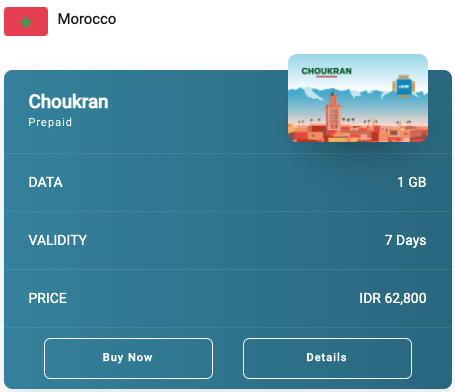 Morocco
CHOUKRAN
Choukran
Prepaid
DATA 1 GB
VALIDITY 7 Days
PRICE IDR 62,800
Buy Now Details